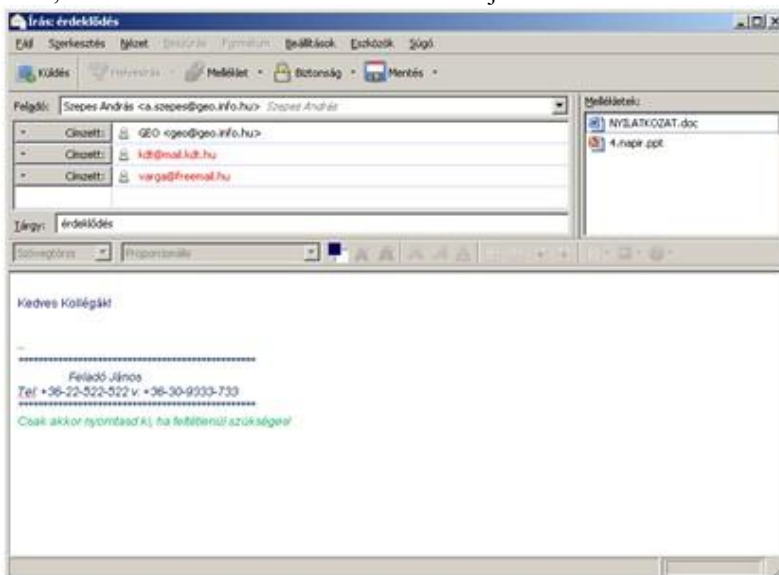 Írás: érdeklődés
Fájl Szerkesztés Nézet Beszúrás Formátum Beállítások Eszközök Súgó
Küldés Helyesírás Melléklet Biztonság Mentés
Feladó: Szepes András <a.szepes@geo.info.hu> Szepes András
Mellékletek:
Címzett: GEO <geo@geo.info.hu>
NYILATKOZAT.doc
Címzett: kdt@mail.kdt.hu
4.napir.ppt
Címzett: varga@freemail.hu
Tárgy: érdeklődés
Szövegtörzs Proporcionális
Kedves Kollégák!
--
**************************************************
Feladó János
Tel: +36-22-522-522 v. +36-30-9333-733
**************************************************
Csak akkor nyomtasd ki, ha feltétlenül szükséges!